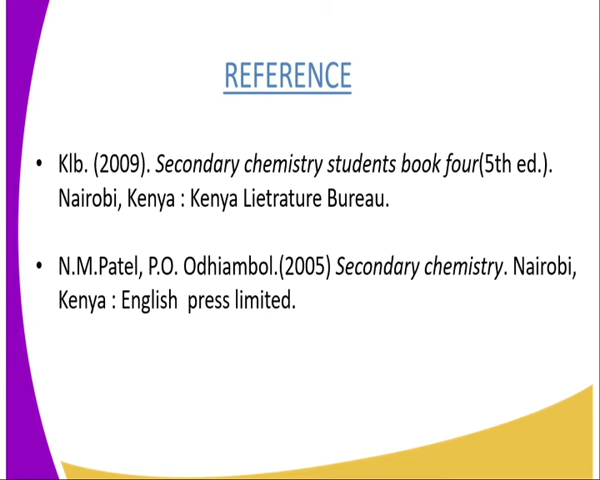 REFERENCE
• Klb. (2009). Secondary chemistry students book four(5th ed.).
Nairobi, Kenya : Kenya Lietrature Bureau.
• N.M.Patel, P.O. Odhiambol.(2005) Secondary chemistry. Nairobi,
Kenya : English press limited.